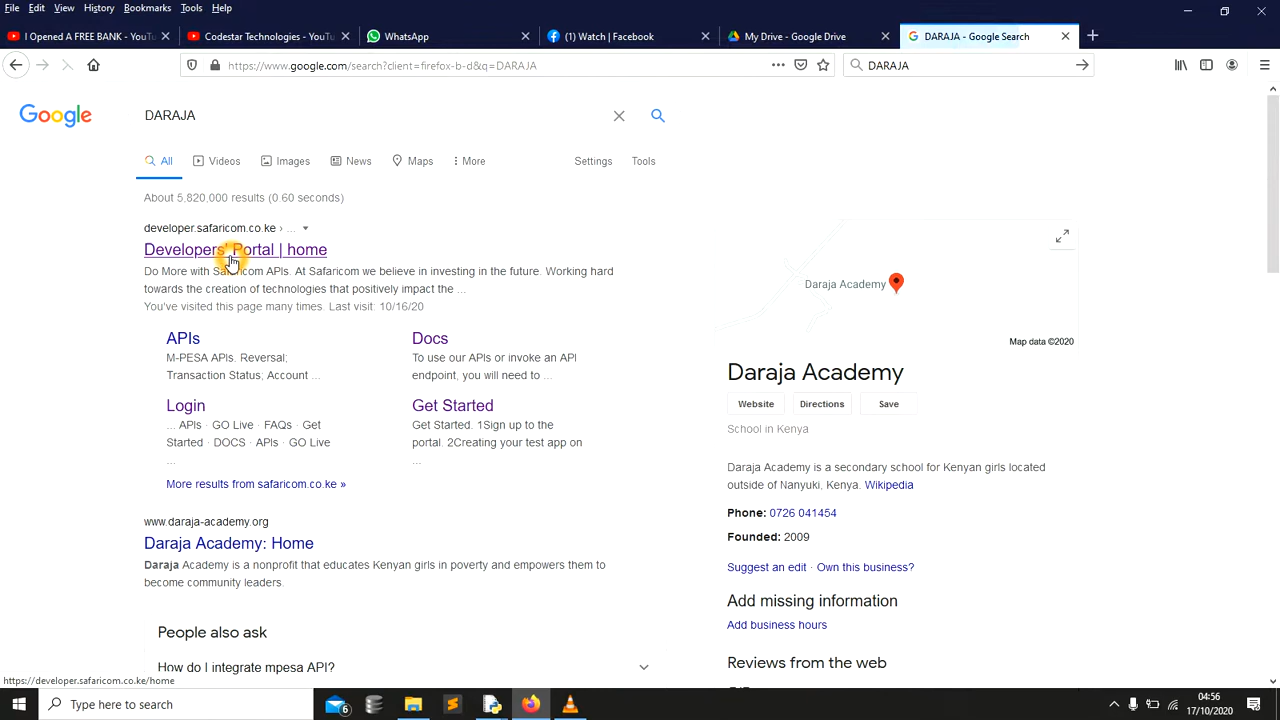 File Edit View History Bookmarks Tools Help
I Opened A FREE BANK - YouTu
Codestar Technologies - YouTu
WhatsApp
(1) Watch | Facebook
My Drive - Google Drive
DARAJA - Google Search
https://www.google.com/search?client=firefox-b-d&q=DARAJA
DARAJA
Google
DARAJA
All
Videos
Images
News
Maps
More
Settings
Tools
About 5,820,000 results (0.60 seconds)
developer.safaricom.co.ke › ...
Developers' Portal | home
Do More with Safaricom APIs. At Safaricom we believe in investing in the future. Working hard
towards the creation of technologies that positively impact the ...
You've visited this page many times. Last visit: 10/16/20
APIs
M-PESA APIs. Reversal;
Transaction Status; Account ...
Docs
To use our APIs or invoke an API
endpoint, you will need to ...
Login
... APIs · GO Live · FAQs · Get
Started · DOCS · APIs · GO Live
...
Get Started
Get Started. 1Sign up to the
portal. 2Creating your test app on
...
More results from safaricom.co.ke »
www.daraja-academy.org
Daraja Academy: Home
Daraja Academy is a nonprofit that educates Kenyan girls in poverty and empowers them to
become community leaders.
People also ask
How do I integrate mpesa API?
Daraja Academy
Map data ©2020
Daraja Academy
Website
Directions
Save
School in Kenya
Daraja Academy is a secondary school for Kenyan girls located
outside of Nanyuki, Kenya. Wikipedia
Phone: 0726 041454
Founded: 2009
Suggest an edit · Own this business?
Add missing information
Add business hours
Reviews from the web
https://developer.safaricom.co.ke/home
Type here to search
6
04:56
17/10/2020